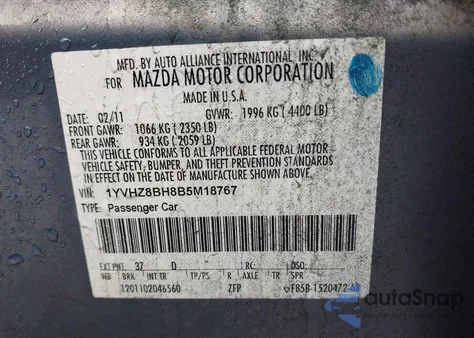 MFD. BY AUTO ALLIANCE INTERNATIONAL, INC.
FOR MAZDA MOTOR CORPORATION
MADE IN U.S.A.
02/11 GVWR: 1996 KG (4400 LB)
FRONT GAWR: 1066 KG (2350 LB)
REAR GAWR: 934 KG (2059 LB)
THIS VEHICLE CONFORMS TO ALL APPLICABLE FEDERAL MOTOR
VEHICLE SAFETY, BUMPER, AND THEFT PREVENTION STANDARDS
IN EFFECT ON THE DATE OF MANUFACTURE SHOWN ABOVE.
VIN: 1YVHZ8BH8B5M18767
TYPE: Passenger Car
EXT PNT: 37 D RC: DSO:
WB BRK INT TR TP/PS R AXLE TR SPR
1201102046560 ZFP FB5B-1520472-AB
autoSnap